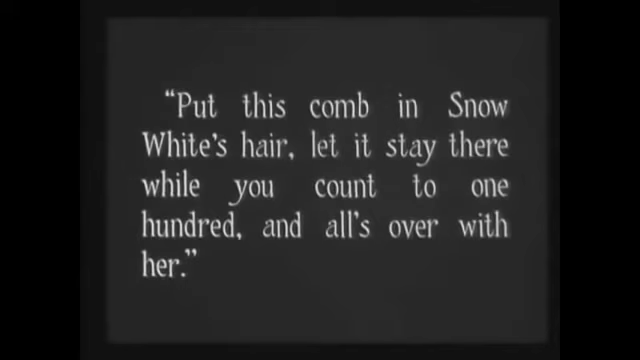 “Put this comb in Snow
White’s hair, let it stay there
while you count to one
hundred, and all’s over with
her.”